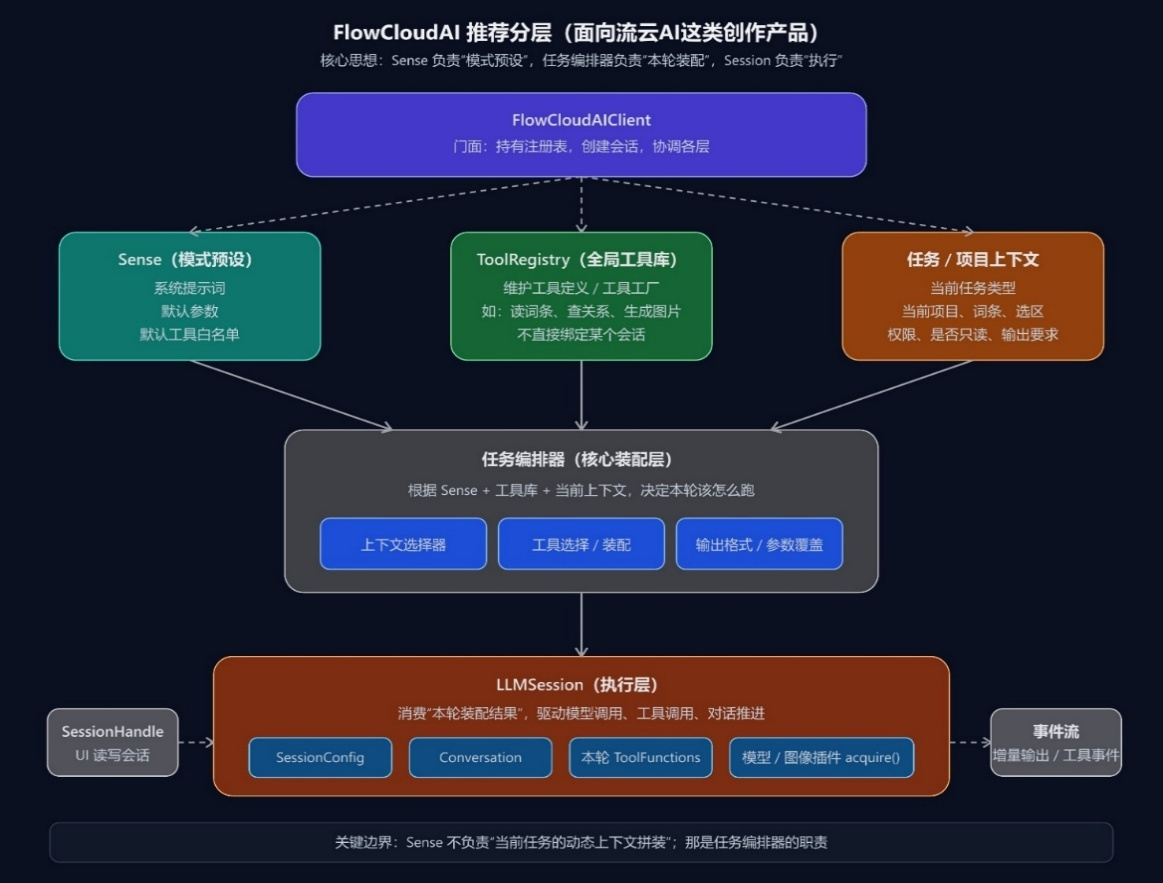 FlowCloudAI 推荐分层（面向流云AI这类创作产品）
核心思想：Sense 负责“模式预设”，任务编排器负责“本轮装配”，Session 负责“执行”
FlowCloudAIClient
门面：持有注册表，创建会话，协调各层
Sense（模式预设）
系统提示词
默认参数
默认工具白名单
ToolRegistry（全局工具库）
维护工具定义 / 工具工厂
如：读词条、查关系、生成图片
不直接绑定某个会话
任务 / 项目上下文
当前任务类型
当前项目、词条、选区
权限、是否只读、输出要求
任务编排器（核心装配层）
根据 Sense + 工具库 + 当前上下文，决定本轮该怎么跑
上下文选择器
工具选择 / 装配
输出格式 / 参数覆盖
LLMSession（执行层）
消费“本轮装配结果”，驱动模型调用、工具调用、对话推进
SessionConfig
Conversation
本轮 ToolFunctions
模型 / 图像插件 acquire()
SessionHandle
UI 读写会话
事件流
增量输出 / 工具事件
关键边界：Sense 不负责“当前任务的动态上下文拼装”；那是任务编排器的职责